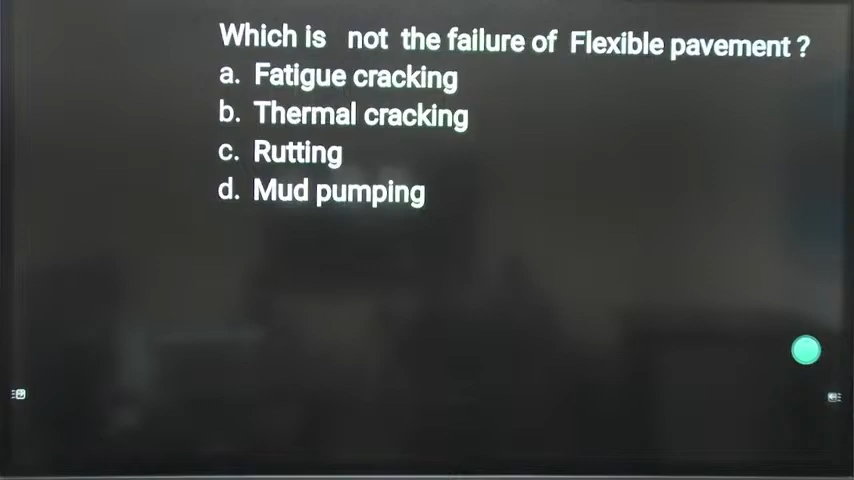 Which is not the failure of Flexible pavement ?
a. Fatigue cracking
b. Thermal cracking
c. Rutting
d. Mud pumping